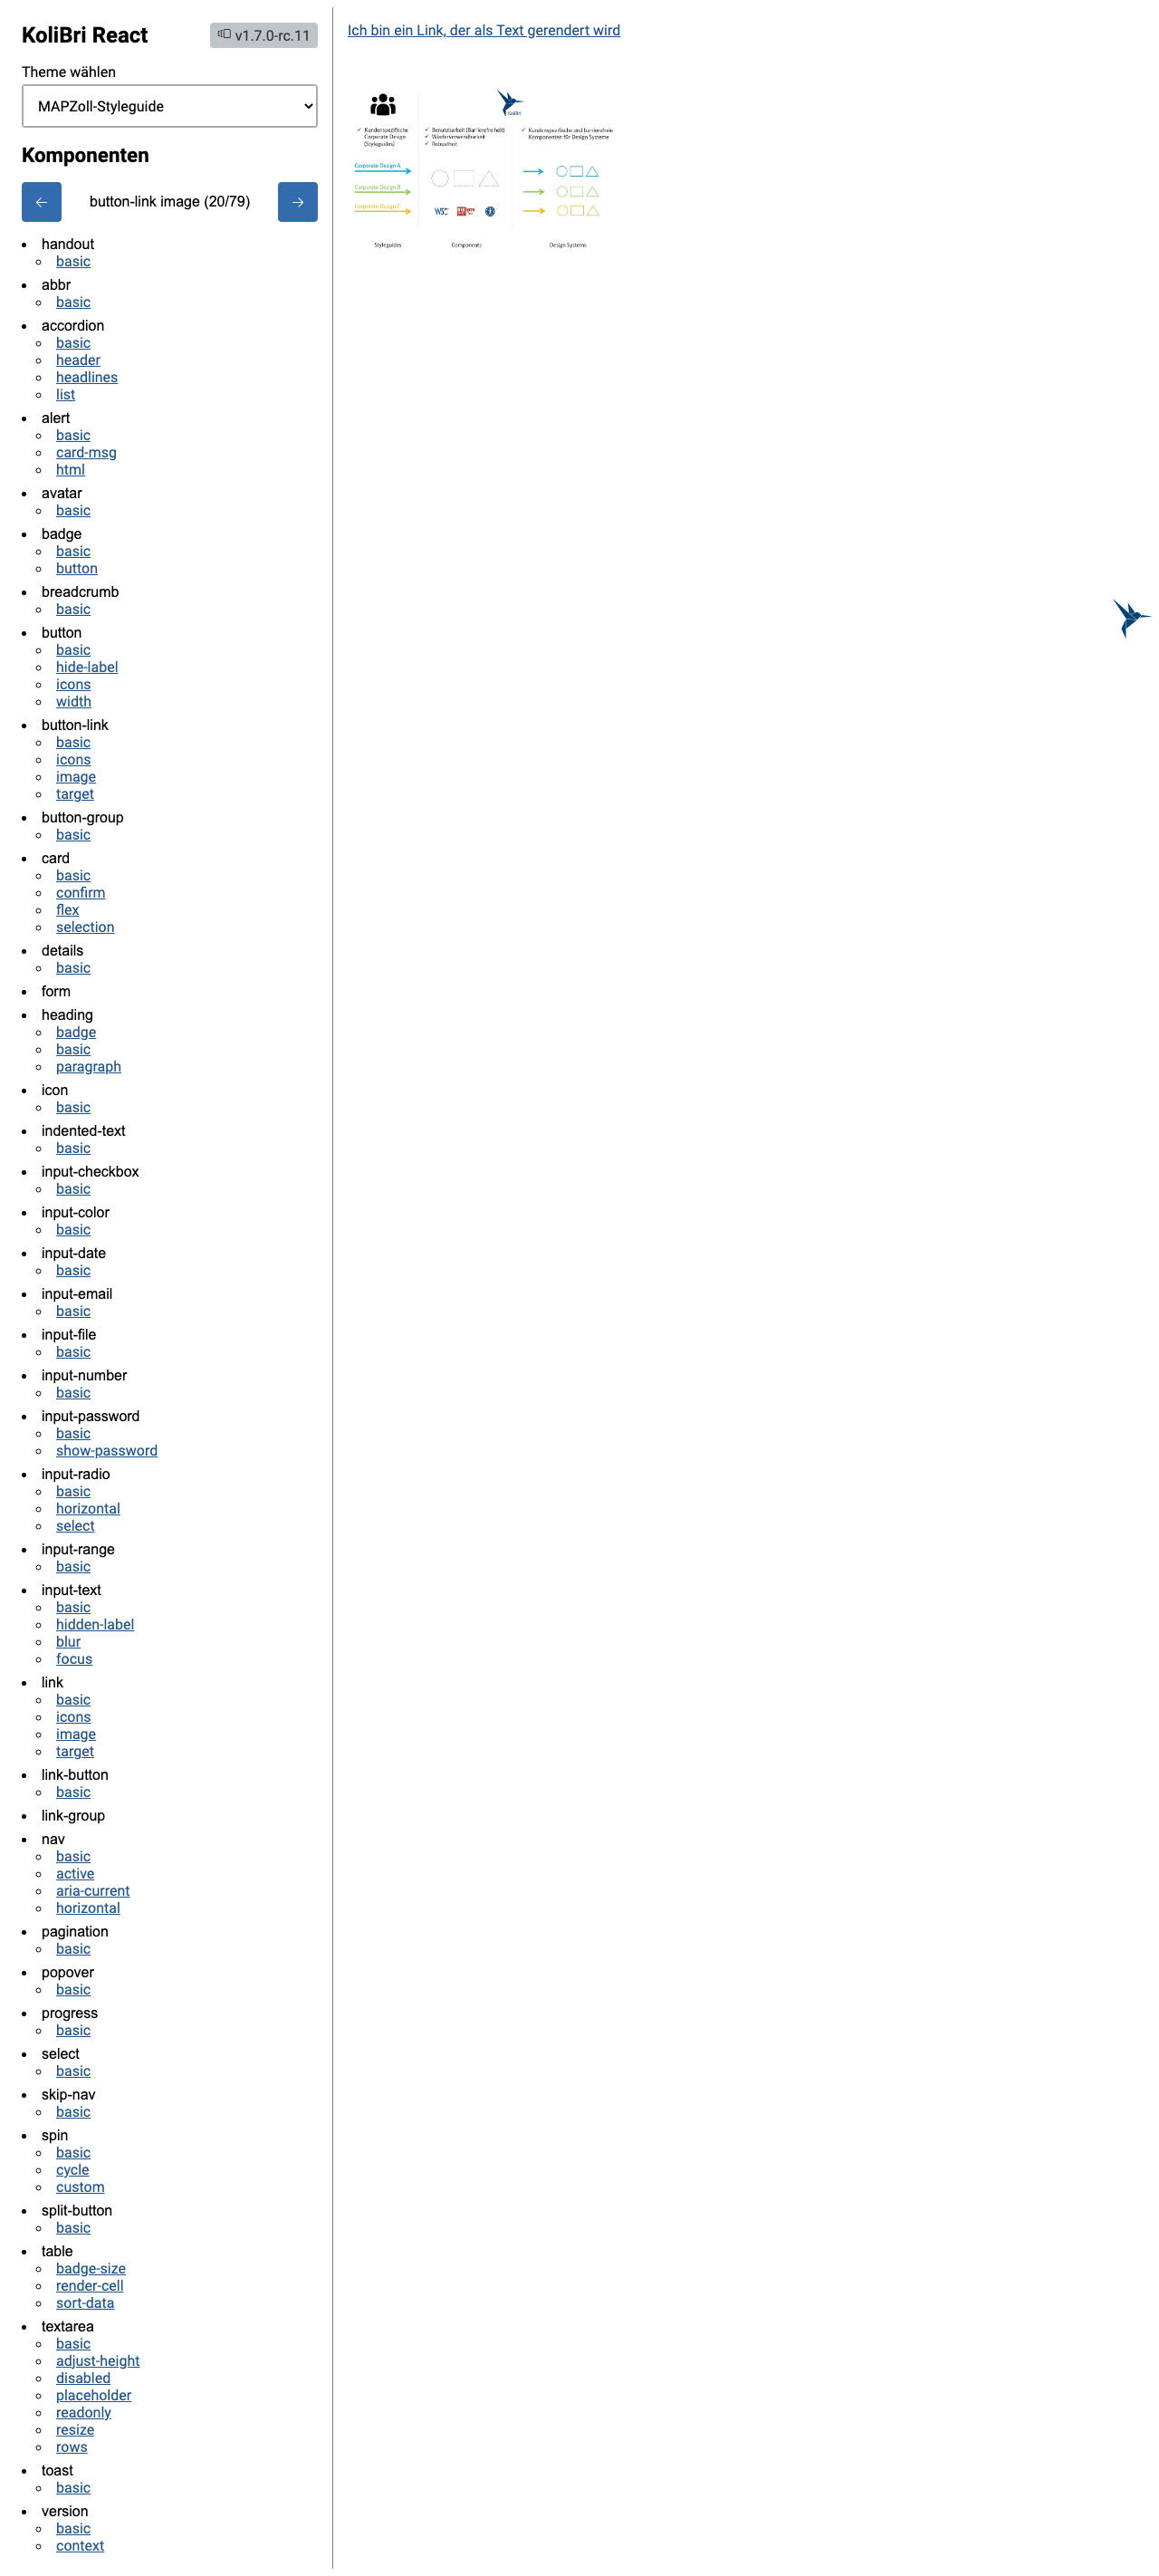 KoliBri React
v1.7.0-rc.11
Theme wählen
MAPZoll-Styleguide
Komponenten
button-link image (20/79)
handout
basic
abbr
basic
accordion
basic
header
headlines
list
alert
basic
card-msg
html
avatar
basic
badge
basic
button
breadcrumb
basic
button
basic
hide-label
icons
width
button-link
basic
icons
image
target
button-group
basic
card
basic
confirm
flex
selection
details
basic
form
heading
badge
basic
paragraph
icon
basic
indented-text
basic
input-checkbox
basic
input-color
basic
input-date
basic
input-email
basic
input-file
basic
input-number
basic
input-password
basic
show-password
input-radio
basic
horizontal
select
input-range
basic
input-text
basic
hidden-label
blur
focus
link
basic
icons
image
target
link-button
basic
link-group
nav
basic
active
aria-current
horizontal
pagination
basic
popover
basic
progress
basic
select
basic
skip-nav
basic
spin
basic
cycle
custom
split-button
basic
table
badge-size
render-cell
sort-data
textarea
basic
adjust-height
disabled
placeholder
readonly
resize
rows
toast
basic
version
basic
context
Ich bin ein Link, der als Text gerendert wird
KoliBri
Kundenspezifische
Corporate Design
(Styleguides)
Benutzbarkeit (Barrierefreiheit)
Wiederverwendbarkeit
Robustheit
Kundenspezifische und barrierefreie
Komponenten für Design Systeme
Corporate Design A
Corporate Design B
Corporate Design C
W3C
Styleguides
Components
Design Systems